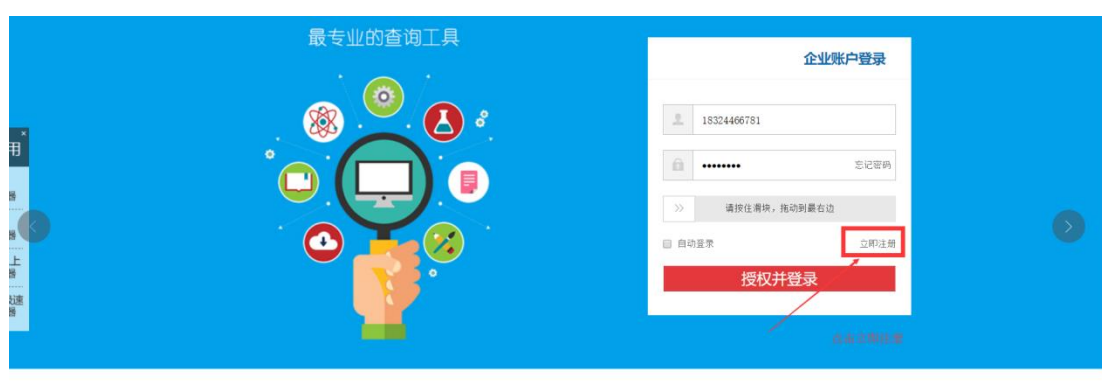 最专业的查询工具
企业账户登录
18324466781
••••••••
忘记密码
请按住滑块，拖动到最右边
自动登录
立即注册
授权并登录